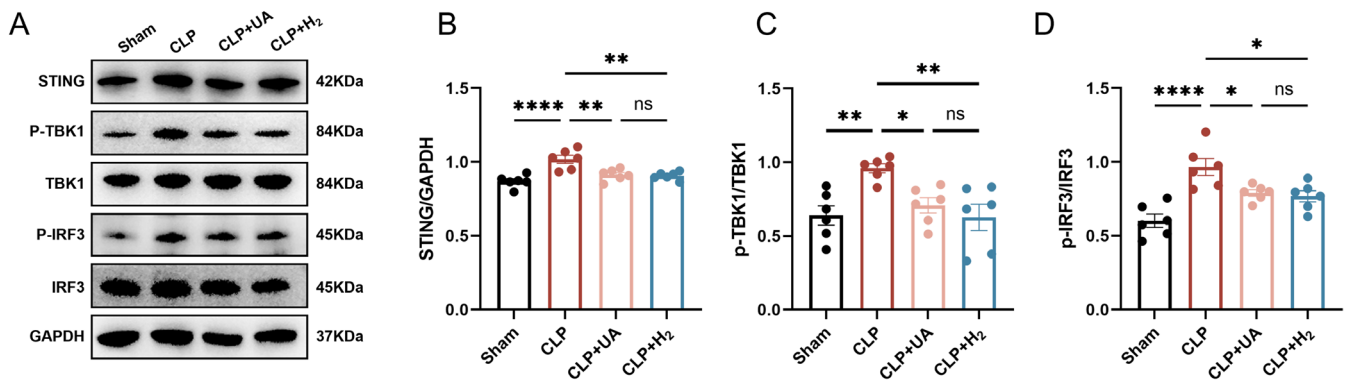 A
Sham CLP CLP+UA CLP+H₂
STING 42KDa
P-TBK1 84KDa
TBK1 84KDa
P-IRF3 45KDa
IRF3 45KDa
GAPDH 37KDa
B
**
**** ** ns
1.5
1.0
0.5
0.0
STING/GAPDH
Sham CLP CLP+UA CLP+H₂
C
**
** * ns
1.5
1.0
0.5
0.0
p-TBK1/TBK1
Sham CLP CLP+UA CLP+H₂
D
*
**** * ns
1.5
1.0
0.5
0.0
p-IRF3/IRF3
Sham CLP CLP+UA CLP+H₂